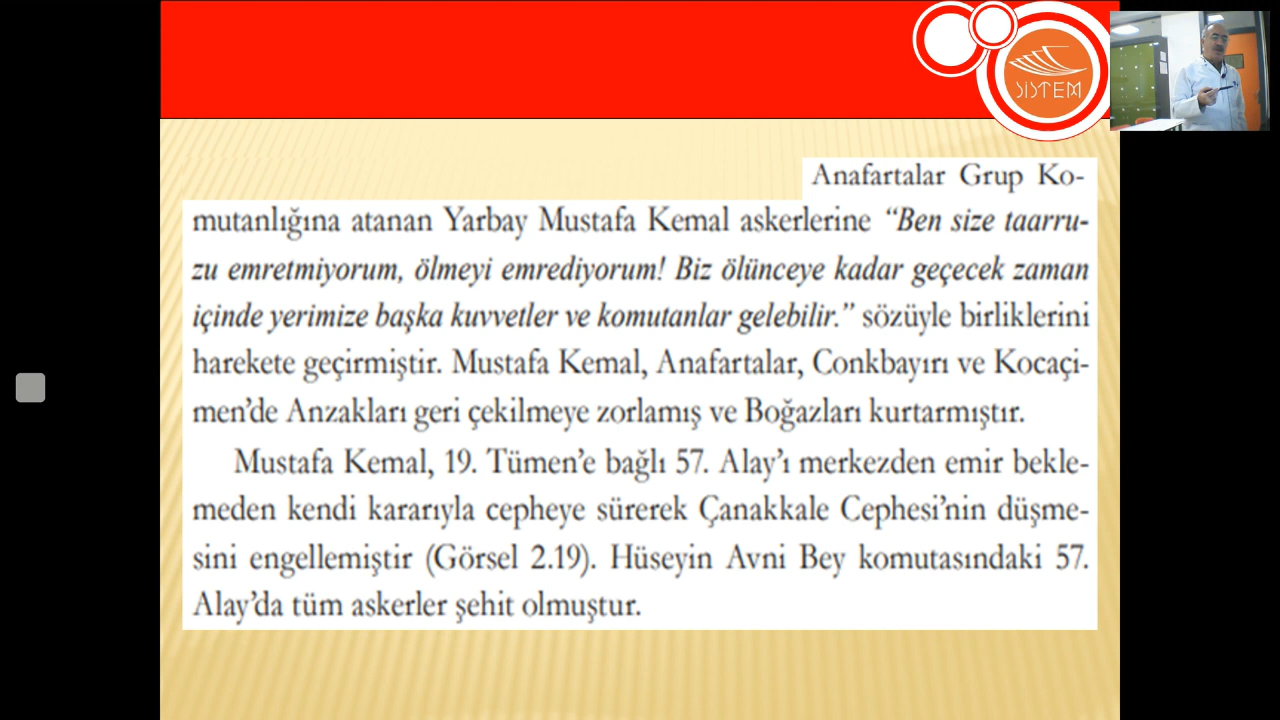 SİSTEM
Anafartalar Grup Ko-
mutanlığına atanan Yarbay Mustafa Kemal askerlerine “Ben size taarru-
zu emretmiyorum, ölmeyi emrediyorum! Biz ölünceye kadar geçecek zaman
içinde yerimize başka kuvvetler ve komutanlar gelebilir.” sözüyle birliklerini
harekete geçirmiştir. Mustafa Kemal, Anafartalar, Conkbayırı ve Kocaçi-
men’de Anzakları geri çekilmeye zorlamış ve Boğazları kurtarmıştır.
Mustafa Kemal, 19. Tümen’e bağlı 57. Alay’ı merkezden emir bekle-
meden kendi kararıyla cepheye sürerek Çanakkale Cephesi’nin düşme-
sini engellemiştir (Görsel 2.19). Hüseyin Avni Bey komutasındaki 57.
Alay’da tüm askerler şehit olmuştur.